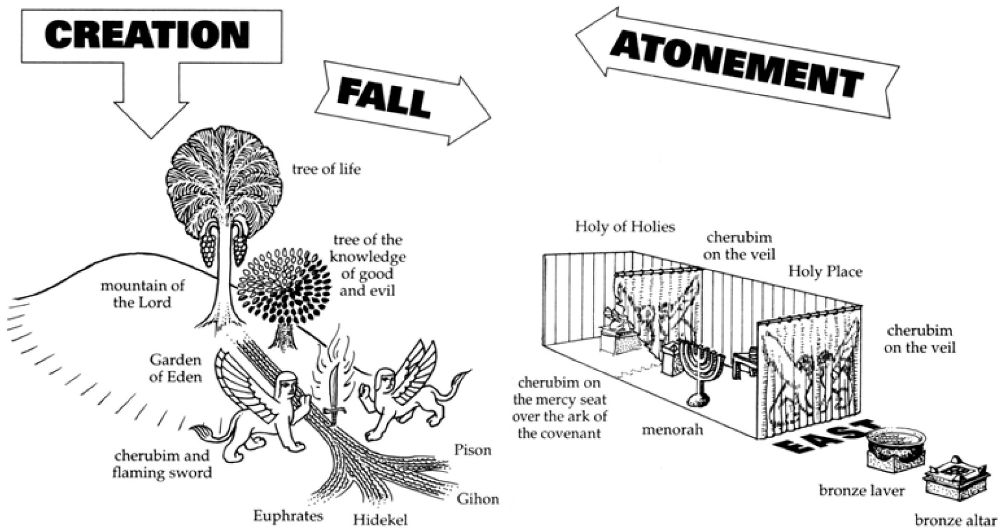 CREATION
FALL
ATONEMENT
tree of life
tree of the
knowledge
of good
and evil
mountain of
the Lord
Garden
of Eden
cherubim and
flaming sword
Pison
Gihon
Hidekel
Euphrates
Holy of Holies
cherubim
on the veil
Holy Place
cherubim
on the veil
cherubim on
the mercy seat
over the ark of
the covenant
menorah
EAST
bronze laver
bronze altar